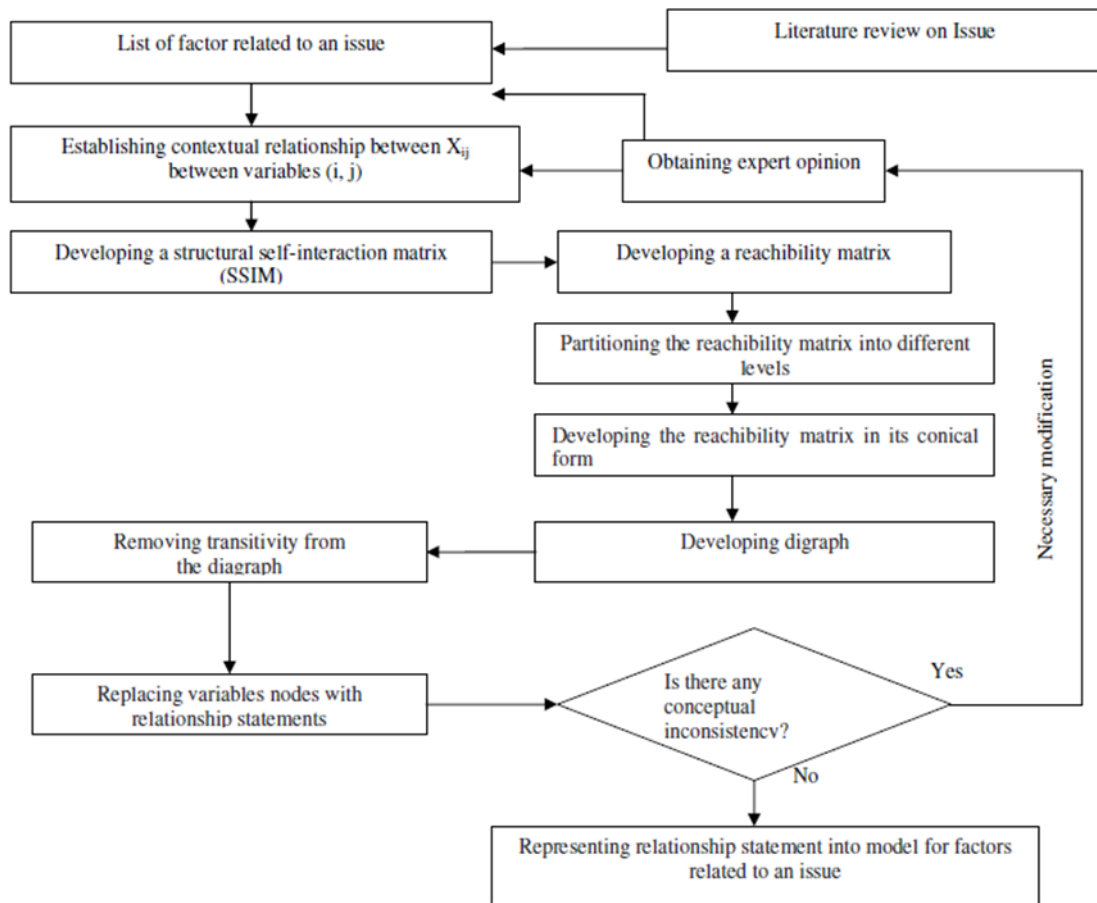 List of factor related to an issue
Literature review on Issue
Establishing contextual relationship between X_ij
between variables (i, j)
Obtaining expert opinion
Developing a structural self-interaction matrix
(SSIM)
Developing a reachibility matrix
Partitioning the reachibility matrix into different
levels
Developing the reachibility matrix in its conical
form
Necessary modification
Removing transitivity from
the diagraph
Developing digraph
Replacing variables nodes with
relationship statements
Is there any
conceptual
inconsistency?
Yes
No
Representing relationship statement into model for factors
related to an issue